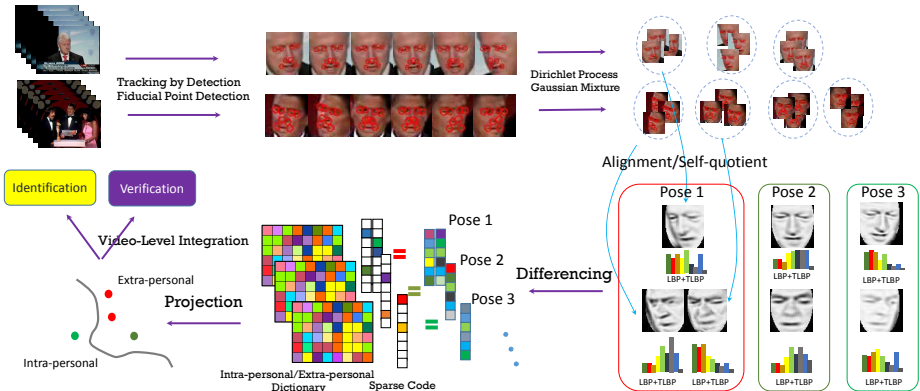 Tracking by Detection
Fiducial Point Detection
Dirichlet Process
Gaussian Mixture
Alignment/Self-quotient
Identification
Verification
Video-Level Integration
Extra-personal
Intra-personal
Projection
Intra-personal/Extra-personal
Dictionary
Sparse Code
Pose 1
Pose 2
Pose 3
Differencing
Pose 1
Pose 2
Pose 3
LBP+TLBP
LBP+TLBP
LBP+TLBP
LBP+TLBP
LBP+TLBP
LBP+TLBP
LBP+TLBP